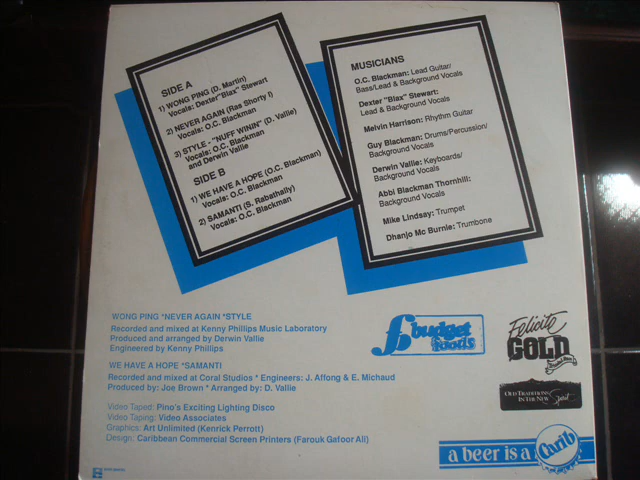 SIDE A
1) WONG PING (D. Martin)
Vocals: Dexter "Blax" Stewart
2) NEVER AGAIN (Ras Shorty I)
Vocals: O.C. Blackman
3) STYLE - "NUFF WININ" (D. Vallie)
Vocals: O.C. Blackman
and Derwin Vallie
SIDE B
1) WE HAVE A HOPE (O.C. Blackman)
Vocals: O.C. Blackman
2) SAMANTI (S. Rabathally)
Vocals: O.C. Blackman
MUSICIANS
O.C. Blackman: Lead Guitar/
Bass/Lead & Background Vocals
Dexter "Blax" Stewart:
Lead & Background Vocals
Melvin Harrison: Rhythm Guitar
Guy Blackman: Drums/Percussion/
Background Vocals
Derwin Vallie: Keyboards/
Background Vocals
Abbi Blackman Thornhill:
Background Vocals
Mike Lindsay: Trumpet
Dhanjo Mc Burnie: Trombone
WONG PING *NEVER AGAIN *STYLE
Recorded and mixed at Kenny Phillips Music Laboratory
Produced and arranged by Derwin Vallie
Engineered by Kenny Phillips
WE HAVE A HOPE *SAMANTI
Recorded and mixed at Coral Studios * Engineers: J. Affong & E. Michaud
Produced by: Joe Brown * Arranged by: D. Vallie
Video Taped: Pino's Exciting Lighting Disco
Video Taping: Video Associates
Graphics: Art Unlimited (Kenrick Perrott)
Design: Caribbean Commercial Screen Printers (Farouk Gafoor Ali)
budget
foods
Felicite
GOLD
OLD TRADITIONS
IN THE NEW Spirit
a beer is a Carib